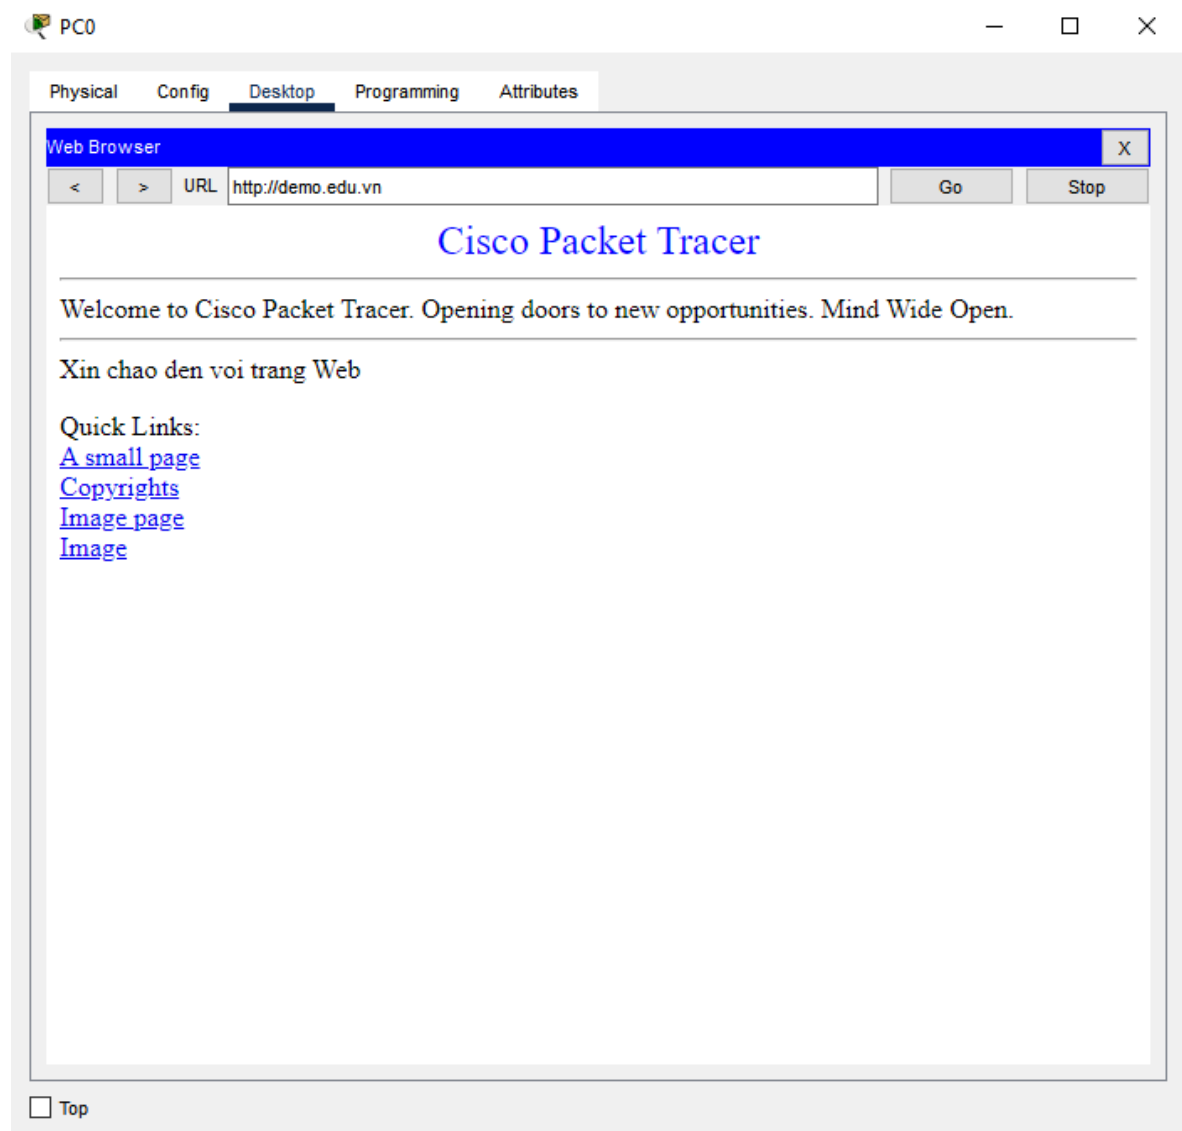 PC0
Physical Config Desktop Programming Attributes
Web Browser X
< > URL http://demo.edu.vn Go Stop
Cisco Packet Tracer
Welcome to Cisco Packet Tracer. Opening doors to new opportunities. Mind Wide Open.
Xin chao den voi trang Web
Quick Links:
A small page
Copyrights
Image page
Image
Top